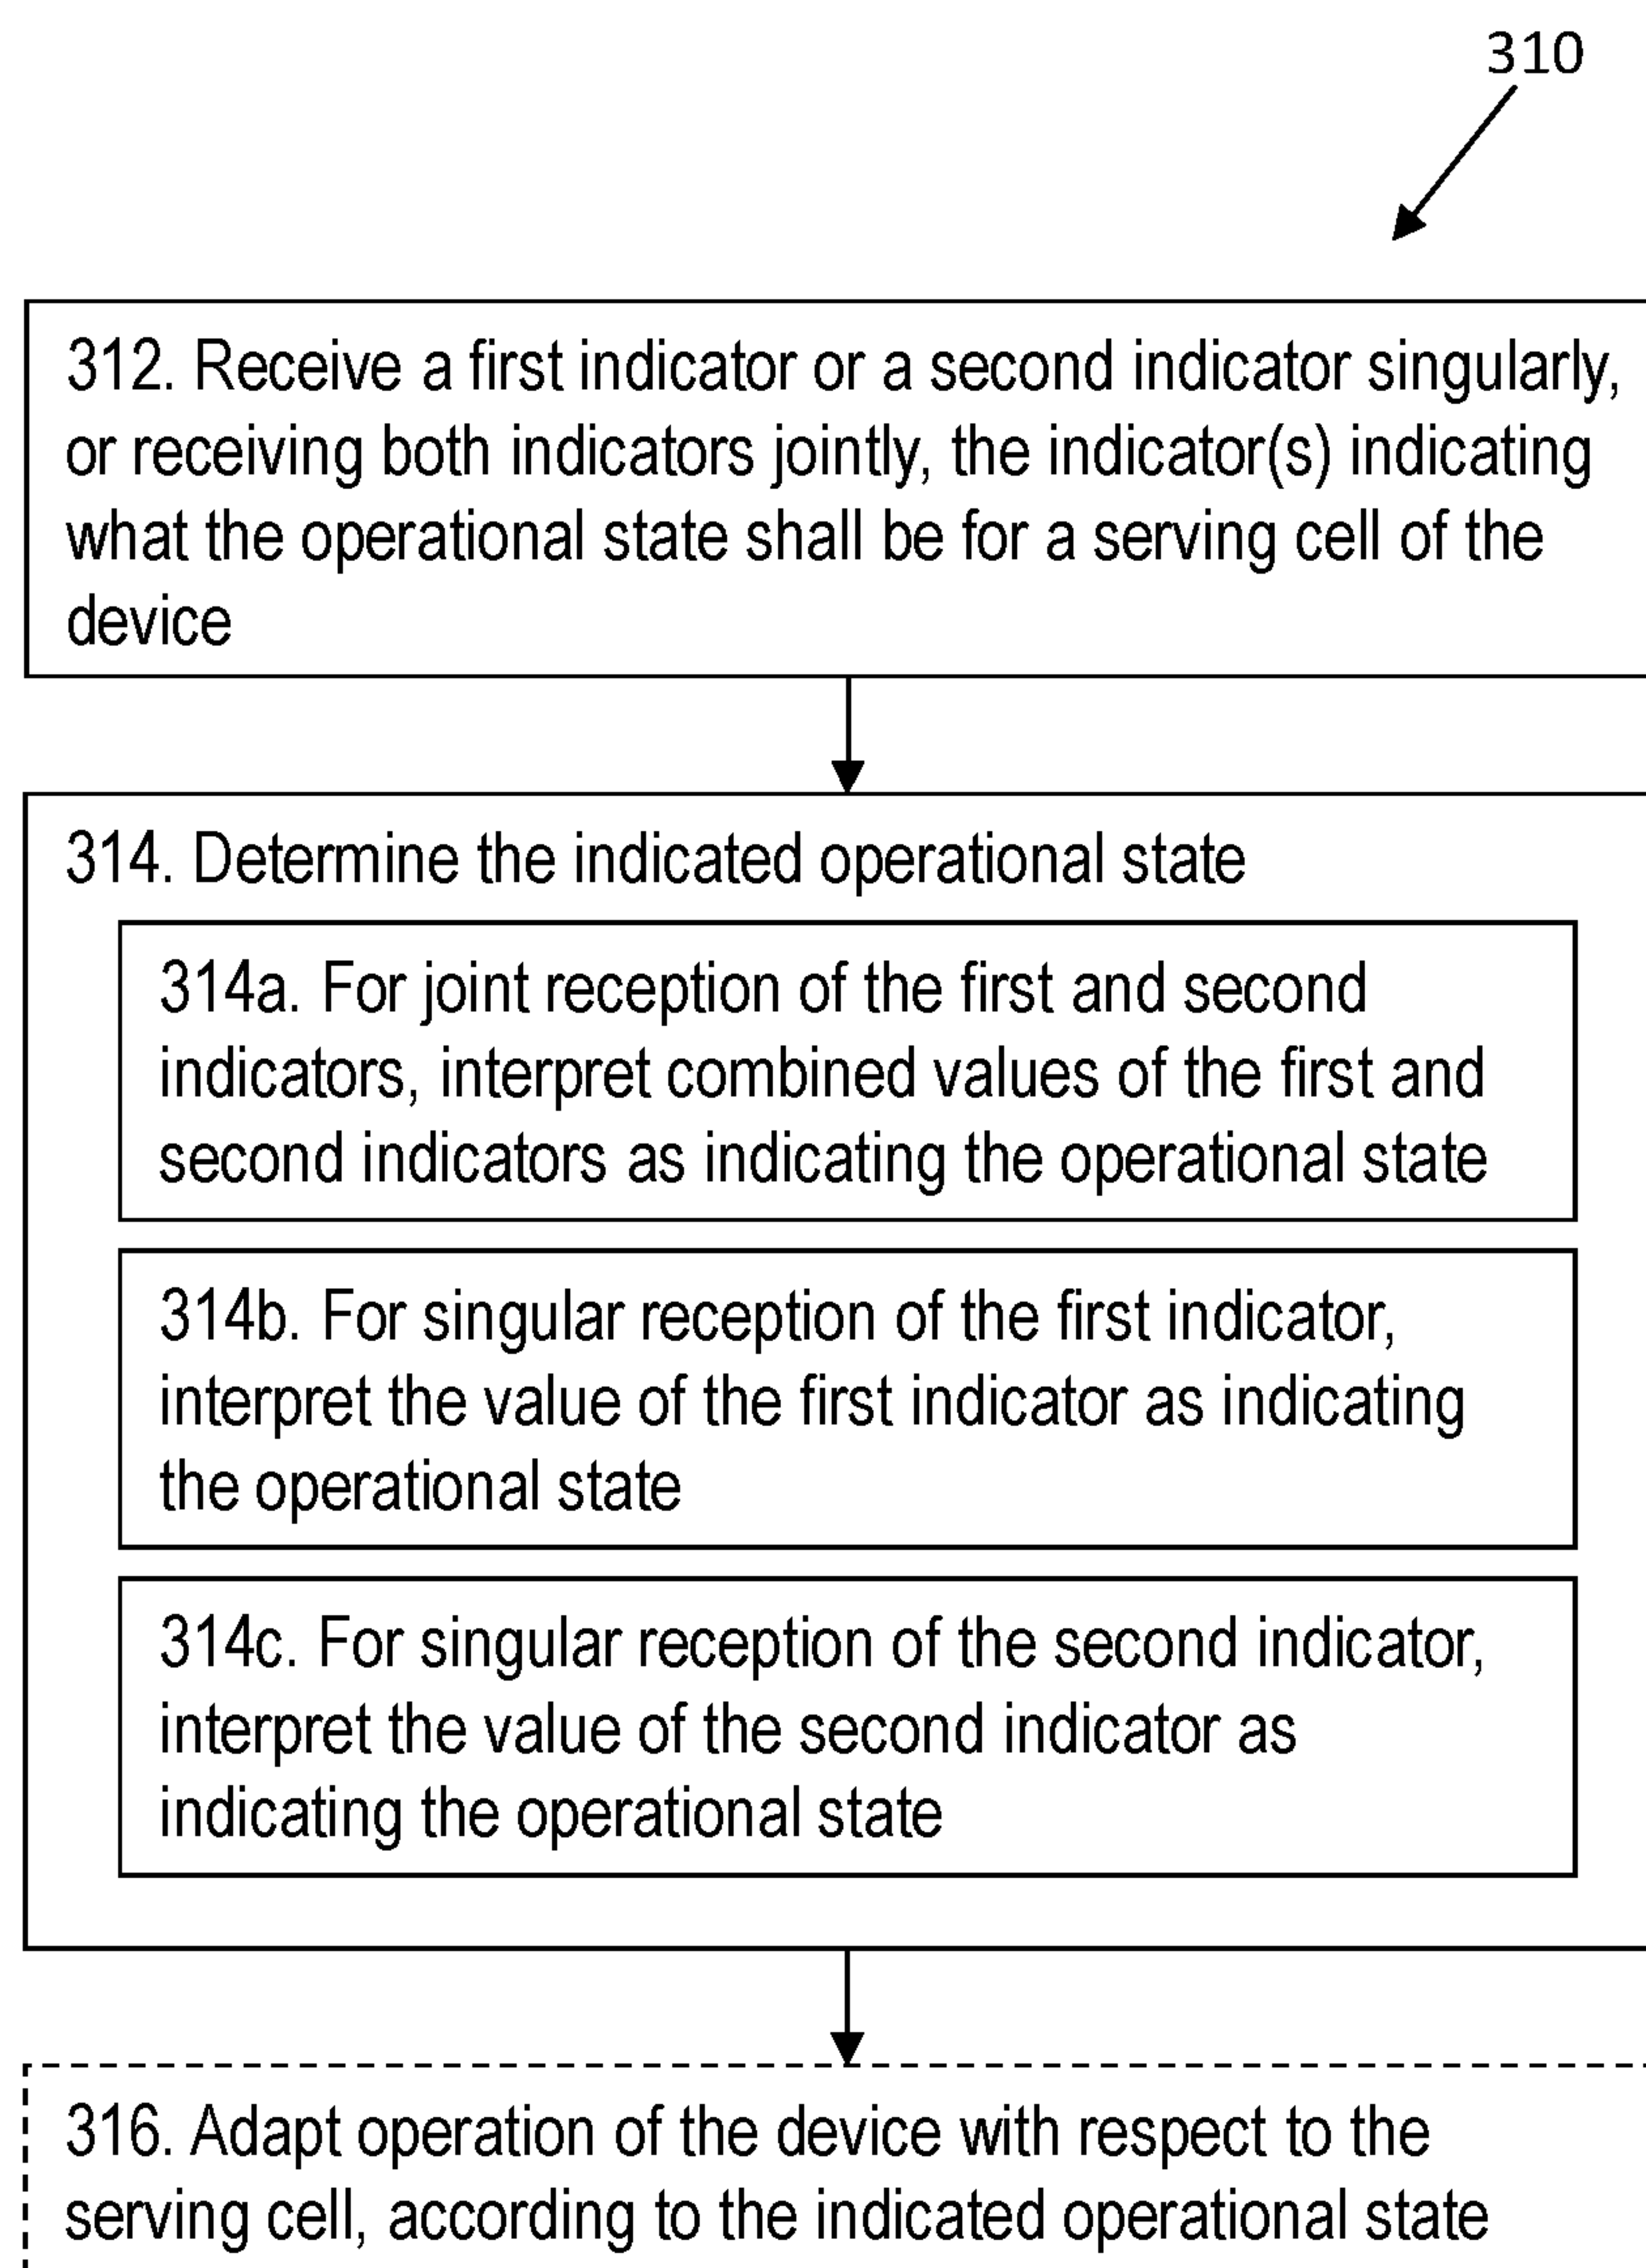 310
312. Receive a first indicator or a second indicator singularly,
or receiving both indicators jointly, the indicator(s) indicating
what the operational state shall be for a serving cell of the
device
314. Determine the indicated operational state
314a. For joint reception of the first and second
indicators, interpret combined values of the first and
second indicators as indicating the operational state
314b. For singular reception of the first indicator,
interpret the value of the first indicator as indicating
the operational state
314c. For singular reception of the second indicator,
interpret the value of the second indicator as
indicating the operational state
316. Adapt operation of the device with respect to the
serving cell, according to the indicated operational state